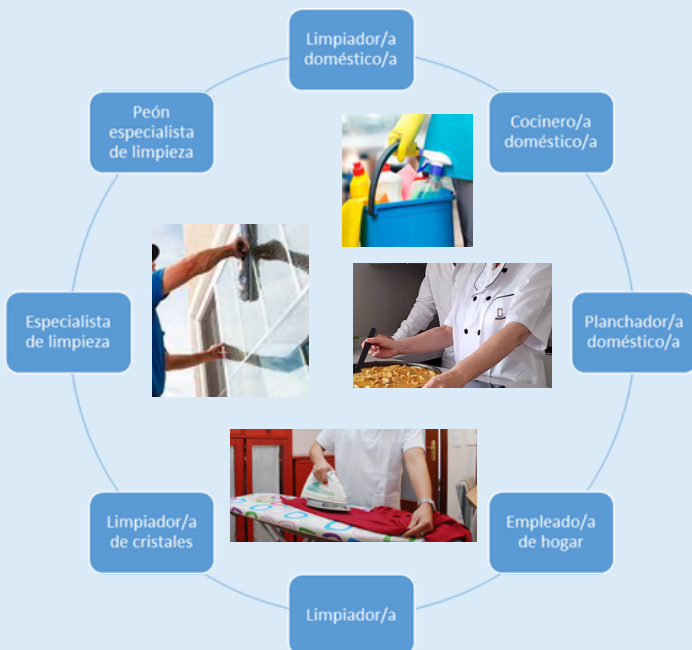 Limpiador/a
doméstico/a
Cocinero/a
doméstico/a
Planchador/a
doméstico/a
Empleado/a
de hogar
Limpiador/a
Limpiador/a
de cristales
Especialista
de limpieza
Peón
especialista
de limpieza